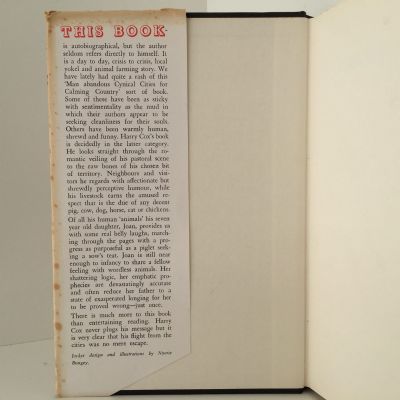 THIS BOOK
is autobiographical, but the author
seldom refers directly to himself. It
is a day to day, crisis to crisis, local
yokel and animal farming story. We
have lately had quite a rash of this
'Man abandons Cynical Cities for
Calming Country' sort of book.
Some of these have been as sticky
with sentimentality as the mud in
which their authors appear to be
seeking cleanliness for their souls.
Others have been warmly human,
shrewd and funny. Harry Cox's book
is decidedly in the latter category.
He looks straight through the ro-
mantic veiling of his pastoral scene
to the raw bones of his chosen bit
of territory. Neighbours and visi-
tors he regards with affectionate but
shrewdly perceptive humour, while
his livestock earns the amused re-
spect that is the due of any decent
pig, cow, dog, horse, cat or chicken.
Of all his human 'animals' his seven
year old daughter, Joan, provides us
with some real belly laughs, march-
ing through the pages with a pro-
gress as purposeful as a piglet seek-
ing a sow's teat. Joan is still near
enough to infancy to share a fellow
feeling with wordless animals. Her
shattering logic, her emphatic pro-
phecies are devastatingly accurate
and often reduce her father to a
state of exasperated longing for her
to be proved wrong—just once.
There is much more to this book
than entertaining reading. Harry
Cox never plugs his message but it
is very clear that his flight from the
cities was no mere escape.
Jacket design and illustrations by